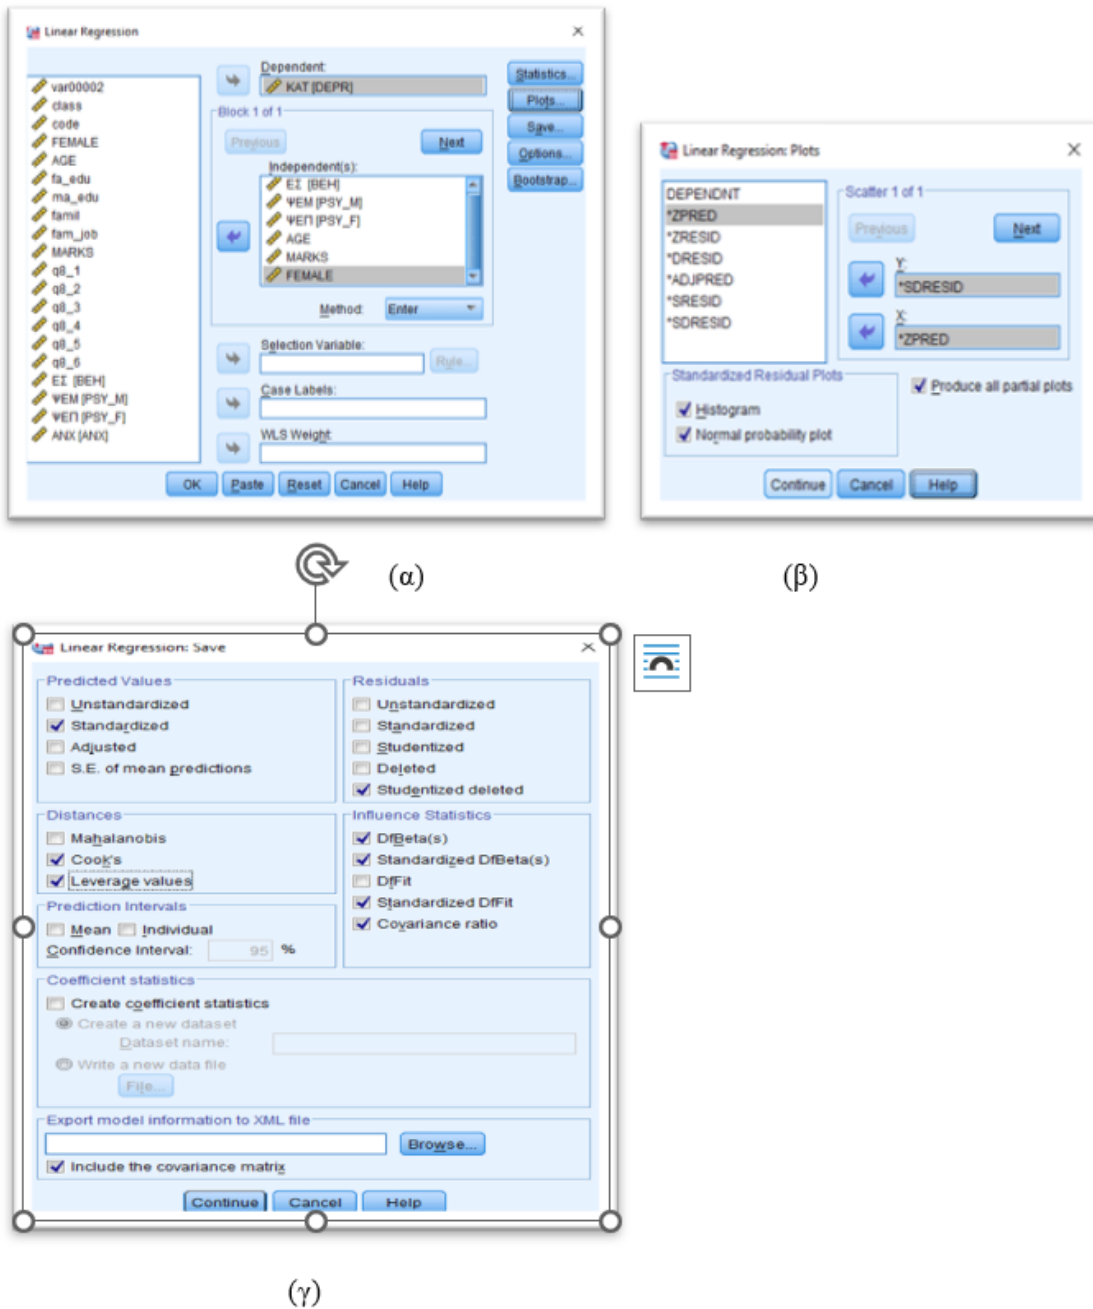 Linear Regression
var00002
class
code
FEMALE
AGE
fa_edu
ma_edu
famil
fam_job
MARKS
q8_1
q8_2
q8_3
q8_4
q8_5
q8_6
ΕΣ [BEH]
ΨΕΜ [PSY_M]
ΨΕΠ [PSY_F]
ANX [ANX]
Dependent:
KAT [DEPR]
Block 1 of 1
Previous
Next
Independent(s):
ΕΣ [BEH]
ΨΕΜ [PSY_M]
ΨΕΠ [PSY_F]
AGE
MARKS
FEMALE
Method:
Enter
Selection Variable:
Rule...
Case Labels:
WLS Weight:
Statistics...
Plots...
Save...
Options...
Bootstrap...
OK
Paste
Reset
Cancel
Help
(α)
Linear Regression: Plots
DEPENDNT
*ZPRED
*ZRESID
*DRESID
*ADJPRED
*SRESID
*SDRESID
Scatter 1 of 1
Previous
Next
Y:
*SDRESID
X:
*ZPRED
Standardized Residual Plots
Histogram
Normal probability plot
Produce all partial plots
Continue
Cancel
Help
(β)
Linear Regression: Save
Predicted Values
Unstandardized
Standardized
Adjusted
S.E. of mean predictions
Residuals
Unstandardized
Standardized
Studentized
Deleted
Studentized deleted
Distances
Mahalanobis
Cook's
Leverage values
Influence Statistics
DfBeta(s)
Standardized DfBeta(s)
DfFit
Standardized DfFit
Covariance ratio
Prediction Intervals
Mean Individual
Confidence Interval: 95 %
Coefficient statistics
Create coefficient statistics
Create a new dataset
Dataset name:
Write a new data file
File...
Export model information to XML file
Browse...
Include the covariance matrix
Continue
Cancel
Help
(γ)